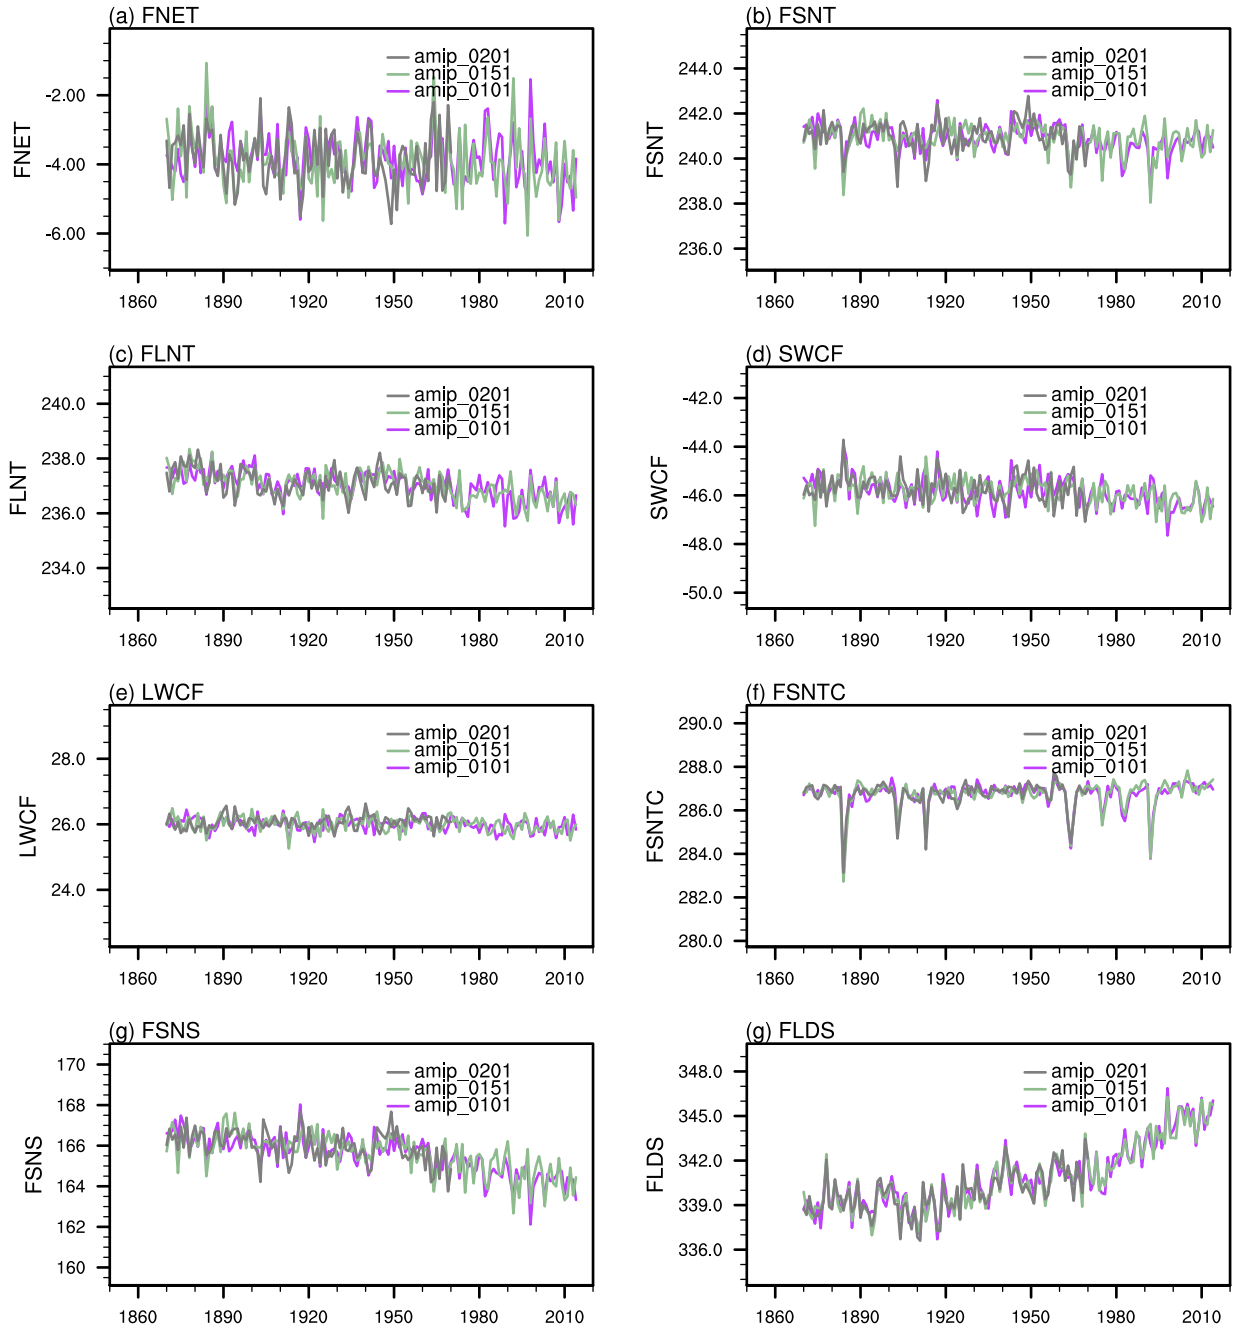 (a) FNET
amip_0201
amip_0151
amip_0101
-2.00
-4.00
-6.00
FNET
1860 1890 1920 1950 1980 2010
(b) FSNT
amip_0201
amip_0151
amip_0101
244.0
242.0
240.0
238.0
236.0
FSNT
1860 1890 1920 1950 1980 2010
(c) FLNT
amip_0201
amip_0151
amip_0101
240.0
238.0
236.0
234.0
FLNT
1860 1890 1920 1950 1980 2010
(d) SWCF
amip_0201
amip_0151
amip_0101
-42.0
-44.0
-46.0
-48.0
-50.0
SWCF
1860 1890 1920 1950 1980 2010
(e) LWCF
amip_0201
amip_0151
amip_0101
28.0
26.0
24.0
LWCF
1860 1890 1920 1950 1980 2010
(f) FSNTC
amip_0201
amip_0151
amip_0101
290.0
288.0
286.0
284.0
282.0
280.0
FSNTC
1860 1890 1920 1950 1980 2010
(g) FSNS
amip_0201
amip_0151
amip_0101
170
168
166
164
162
160
FSNS
1860 1890 1920 1950 1980 2010
(g) FLDS
amip_0201
amip_0151
amip_0101
348.0
345.0
342.0
339.0
336.0
FLDS
1860 1890 1920 1950 1980 2010